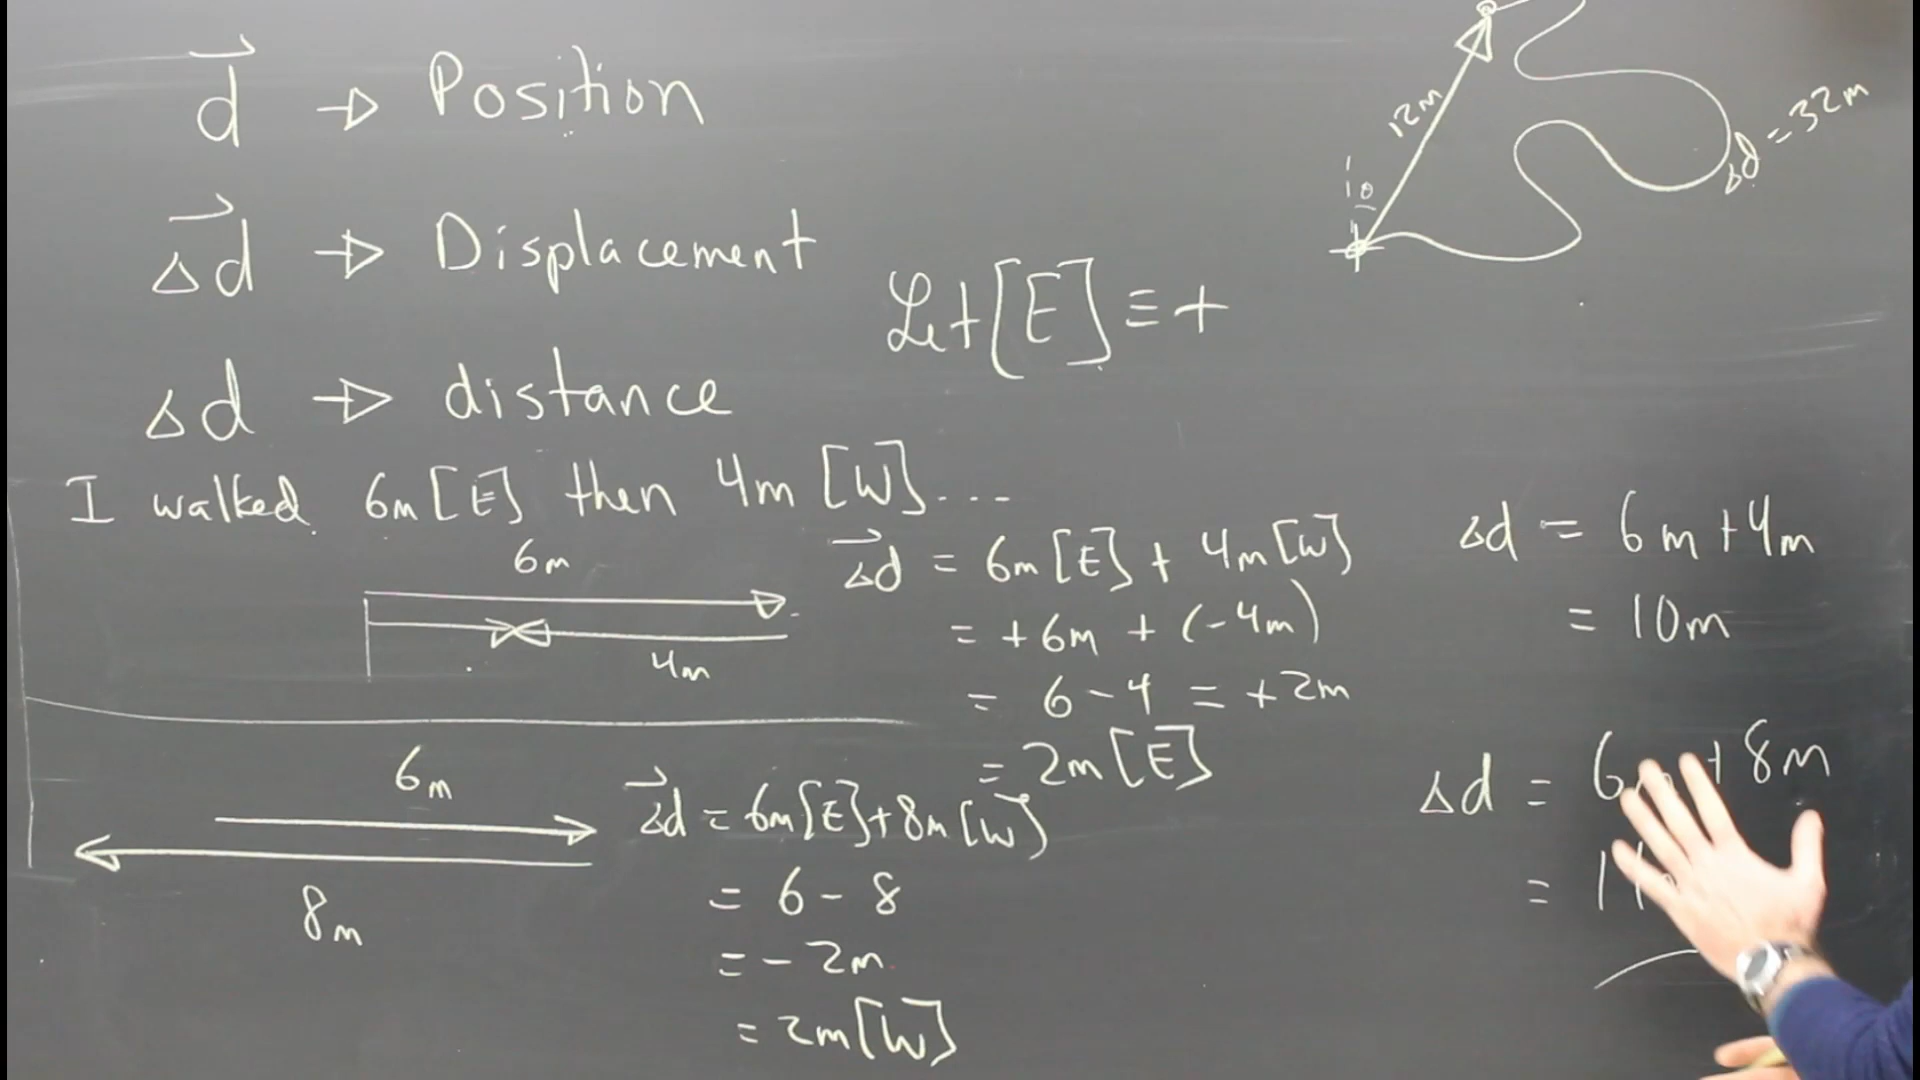 d⃗ → Position
Δd⃗ → Displacement
Δd → distance
Let [E] ≡ +
12m
θ
Δd = 32m
I walked 6m [E] then 4m [W]....
6m
4m
Δd⃗ = 6m [E] + 4m [W]
= +6m + (-4m)
= 6 - 4 = +2m
= 2m [E]
Δd = 6m + 4m
= 10m
6m
8m
Δd⃗ = 6m [E] + 8m [W]
= 6 - 8
= - 2m
= 2m [W]
Δd = 6m + 8m
=